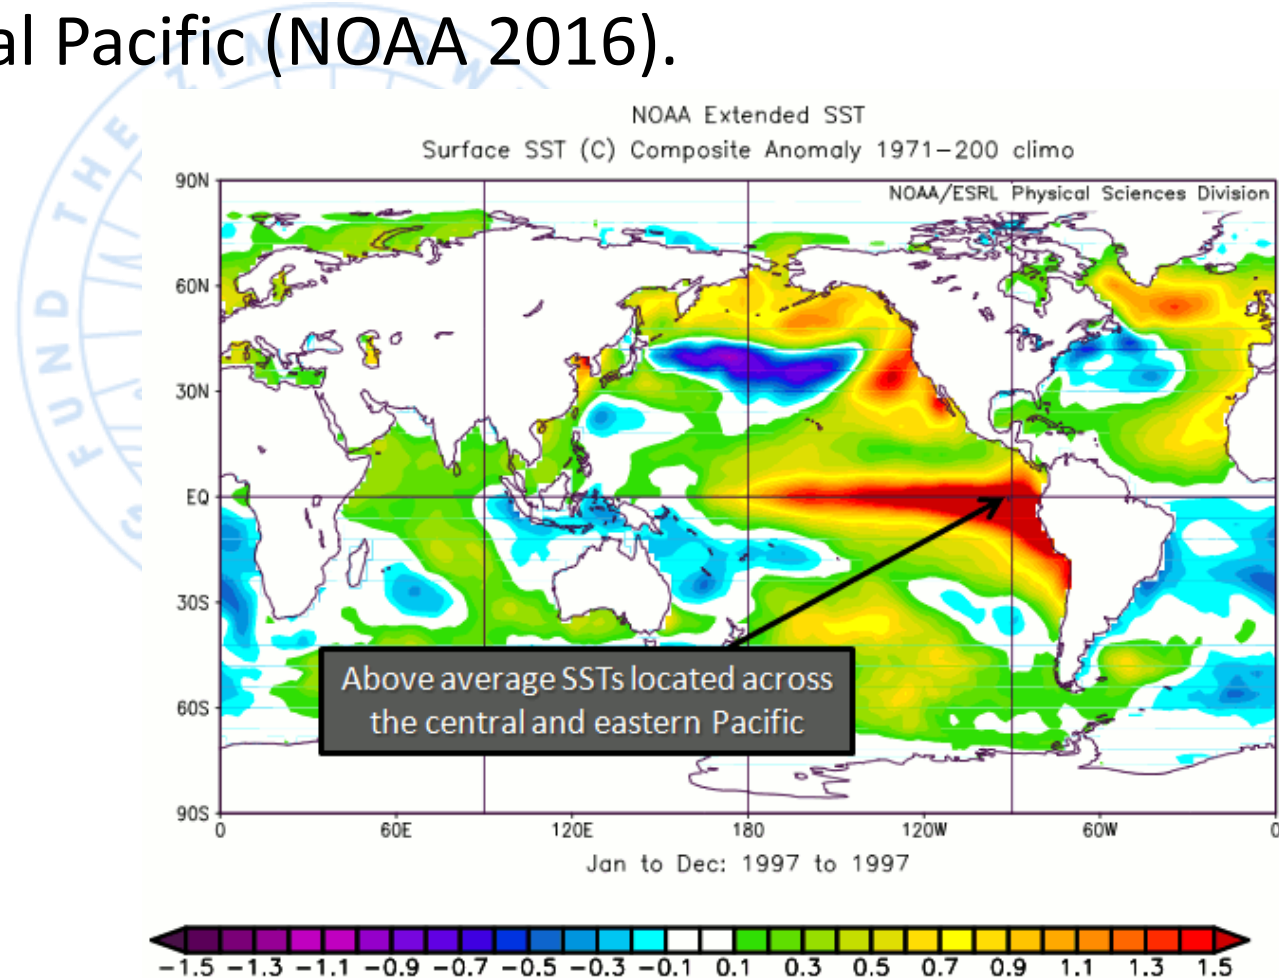 al Pacific (NOAA 2016).
FUND THE ZIMBABW
NOAA Extended SST
Surface SST (C) Composite Anomaly 1971-200 climo
NOAA/ESRL Physical Sciences Division
90N
60N
30N
EQ
30S
60S
90S
Above average SSTs located across
the central and eastern Pacific
0 60E 120E 180 120W 60W 0
Jan to Dec: 1997 to 1997
-1.5 -1.3 -1.1 -0.9 -0.7 -0.5 -0.3 -0.1 0.1 0.3 0.5 0.7 0.9 1.1 1.3 1.5